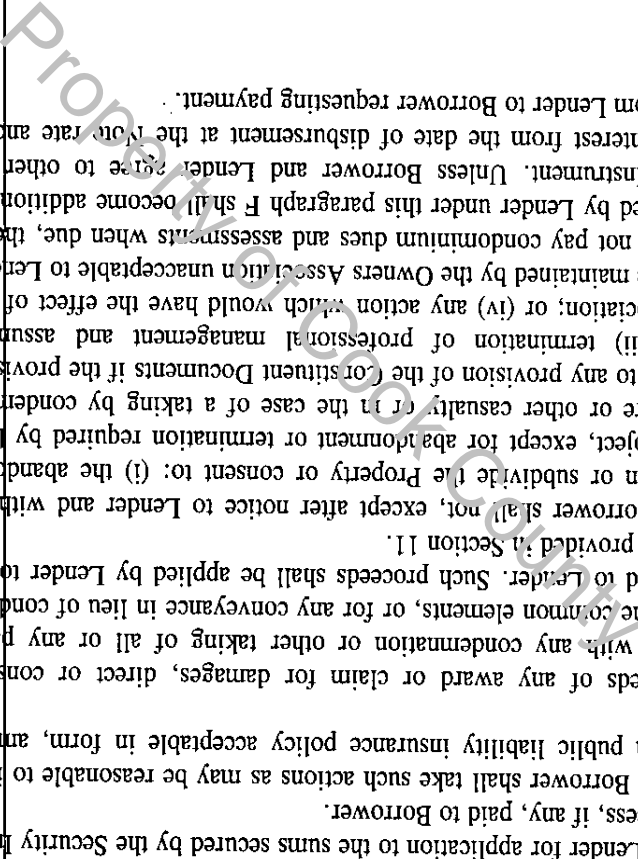 Lender for application to the sums secured by the Security I
ess, if any, paid to Borrower.
Borrower shall take such actions as may be reasonable to
public liability insurance policy acceptable in form, am
eds of any award or claim for damages, direct or cons
with any condemnation or other taking of all or any p
he common elements, or for any conveyance in lieu of cond
d to Lender. Such proceeds shall be applied by Lender to
provided in Section 11.
orrower shall not, except after notice to Lender and with
n or subdivide the Property or consent to: (i) the aband
oject, except for abandonment or termination required by
re or other casualty or in the case of a taking by condem
to any provision of the Constituent Documents if the provis
ii) termination of professional management and assum
ciation; or (iv) any action which would have the effect of
maintained by the Owners Association unacceptable to Len
not pay condominium dues and assessments when due, the
ed by Lender under this paragraph F shall become addition
nstrument. Unless Borrower and Lender agree to other
nterest from the date of disbursement at the Note rate and
om Lender to Borrower requesting payment.
Property of Cook County